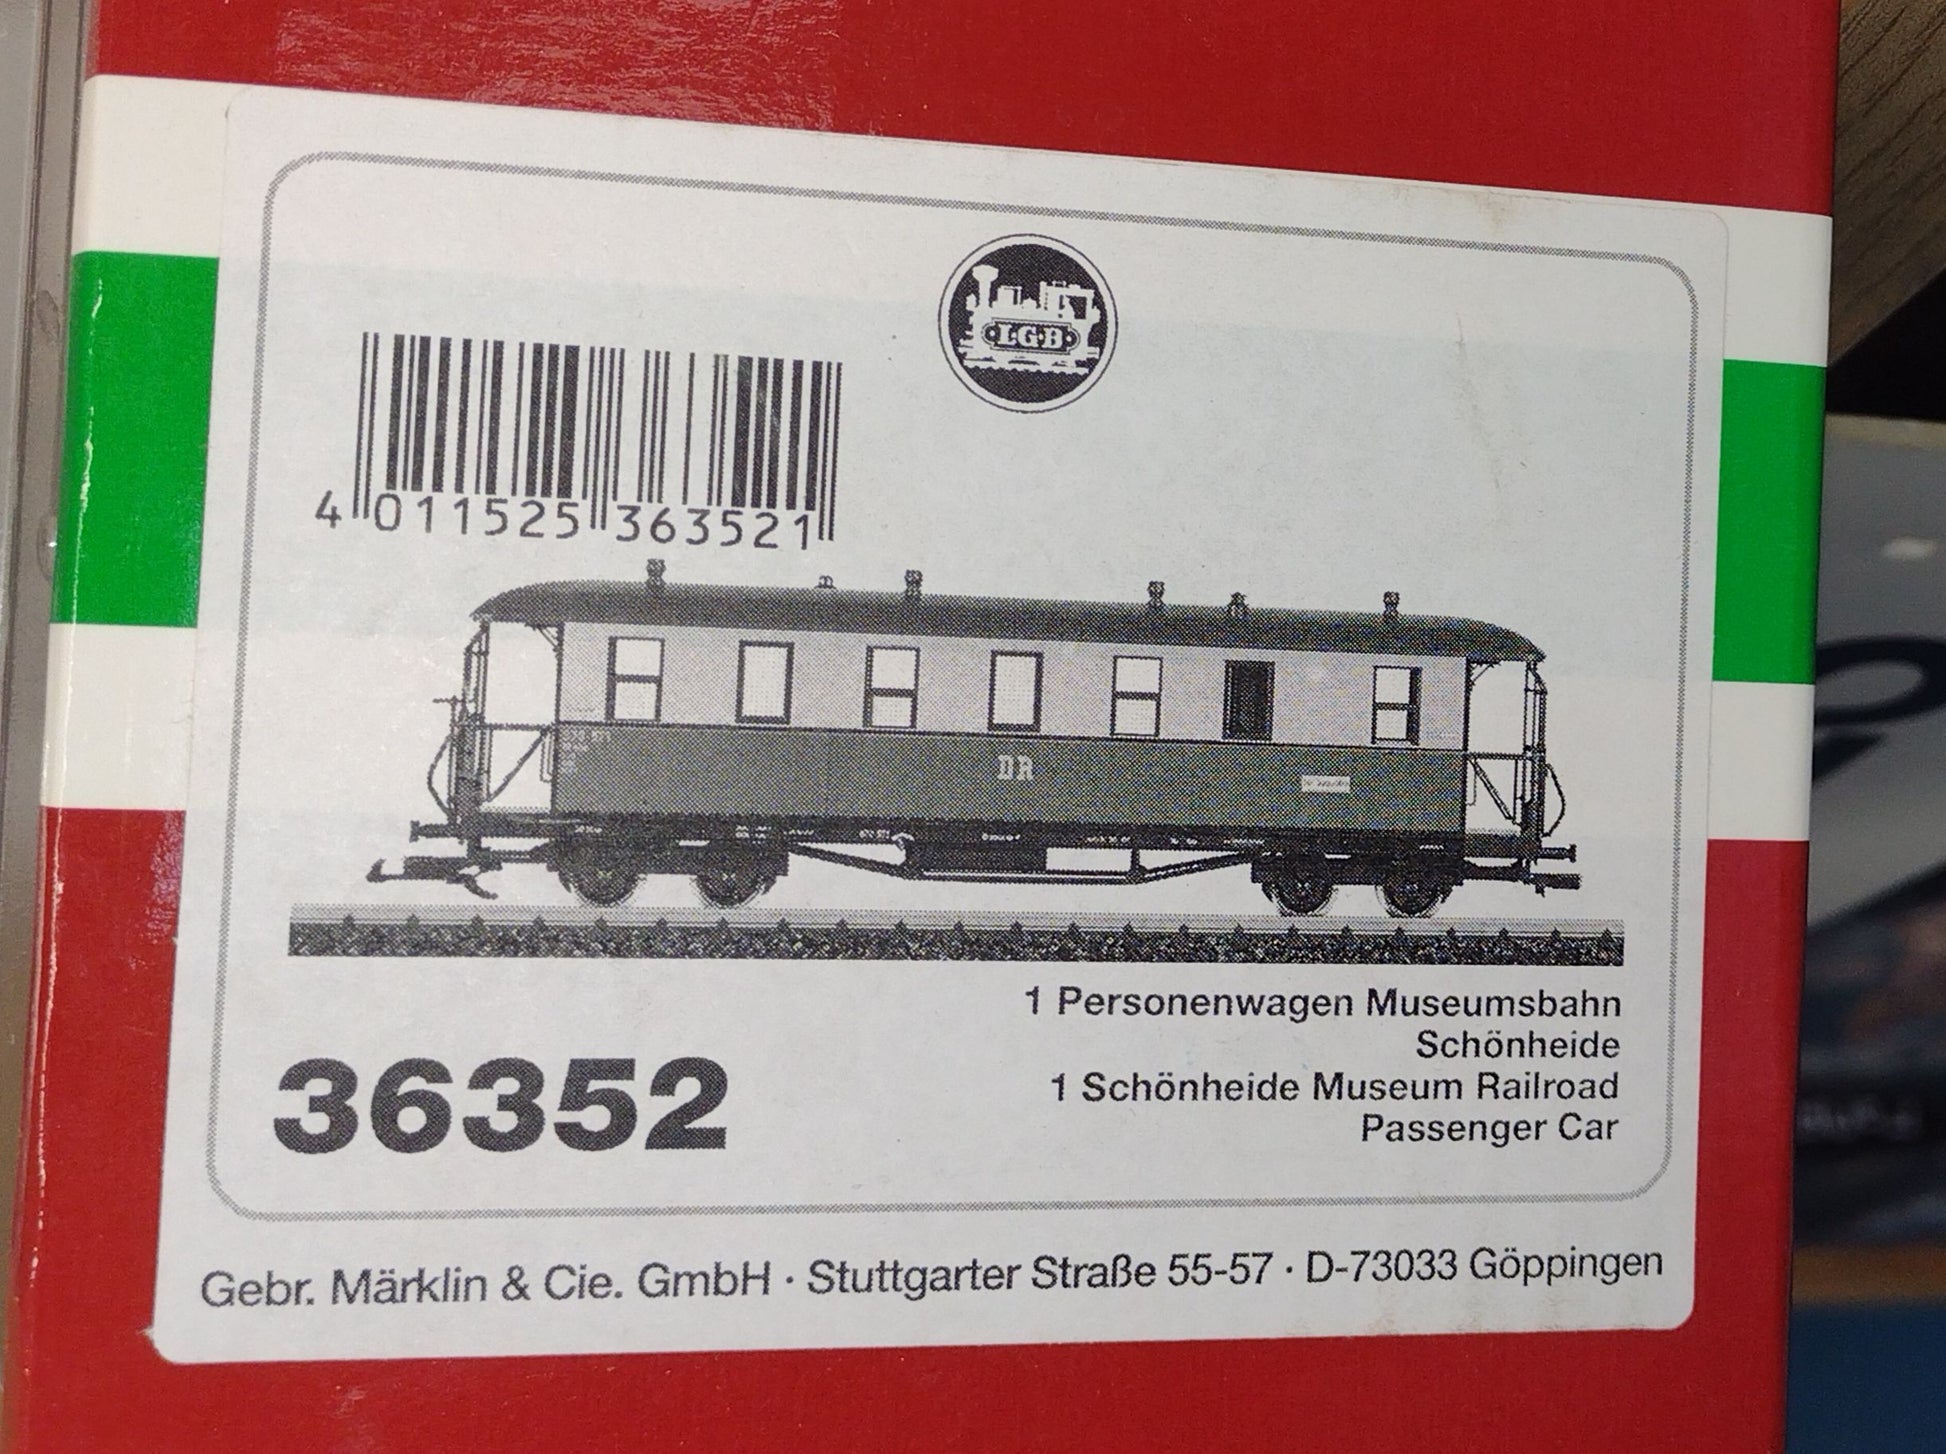 L·G·B
4 011525 363521
DR
1 Personenwagen Museumsbahn
Schönheide
1 Schönheide Museum Railroad
Passenger Car
36352
Gebr. Märklin & Cie. GmbH · Stuttgarter Straße 55-57 · D-73033 Göppingen